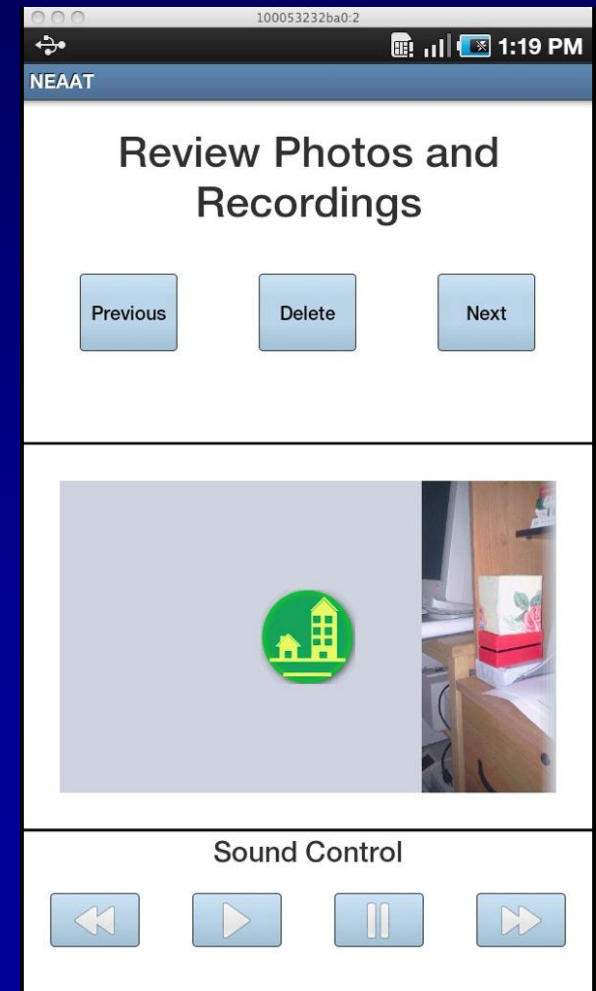 100053232ba0:2
1:19 PM
NEAAT
Review Photos and
Recordings
Previous Delete Next
Sound Control